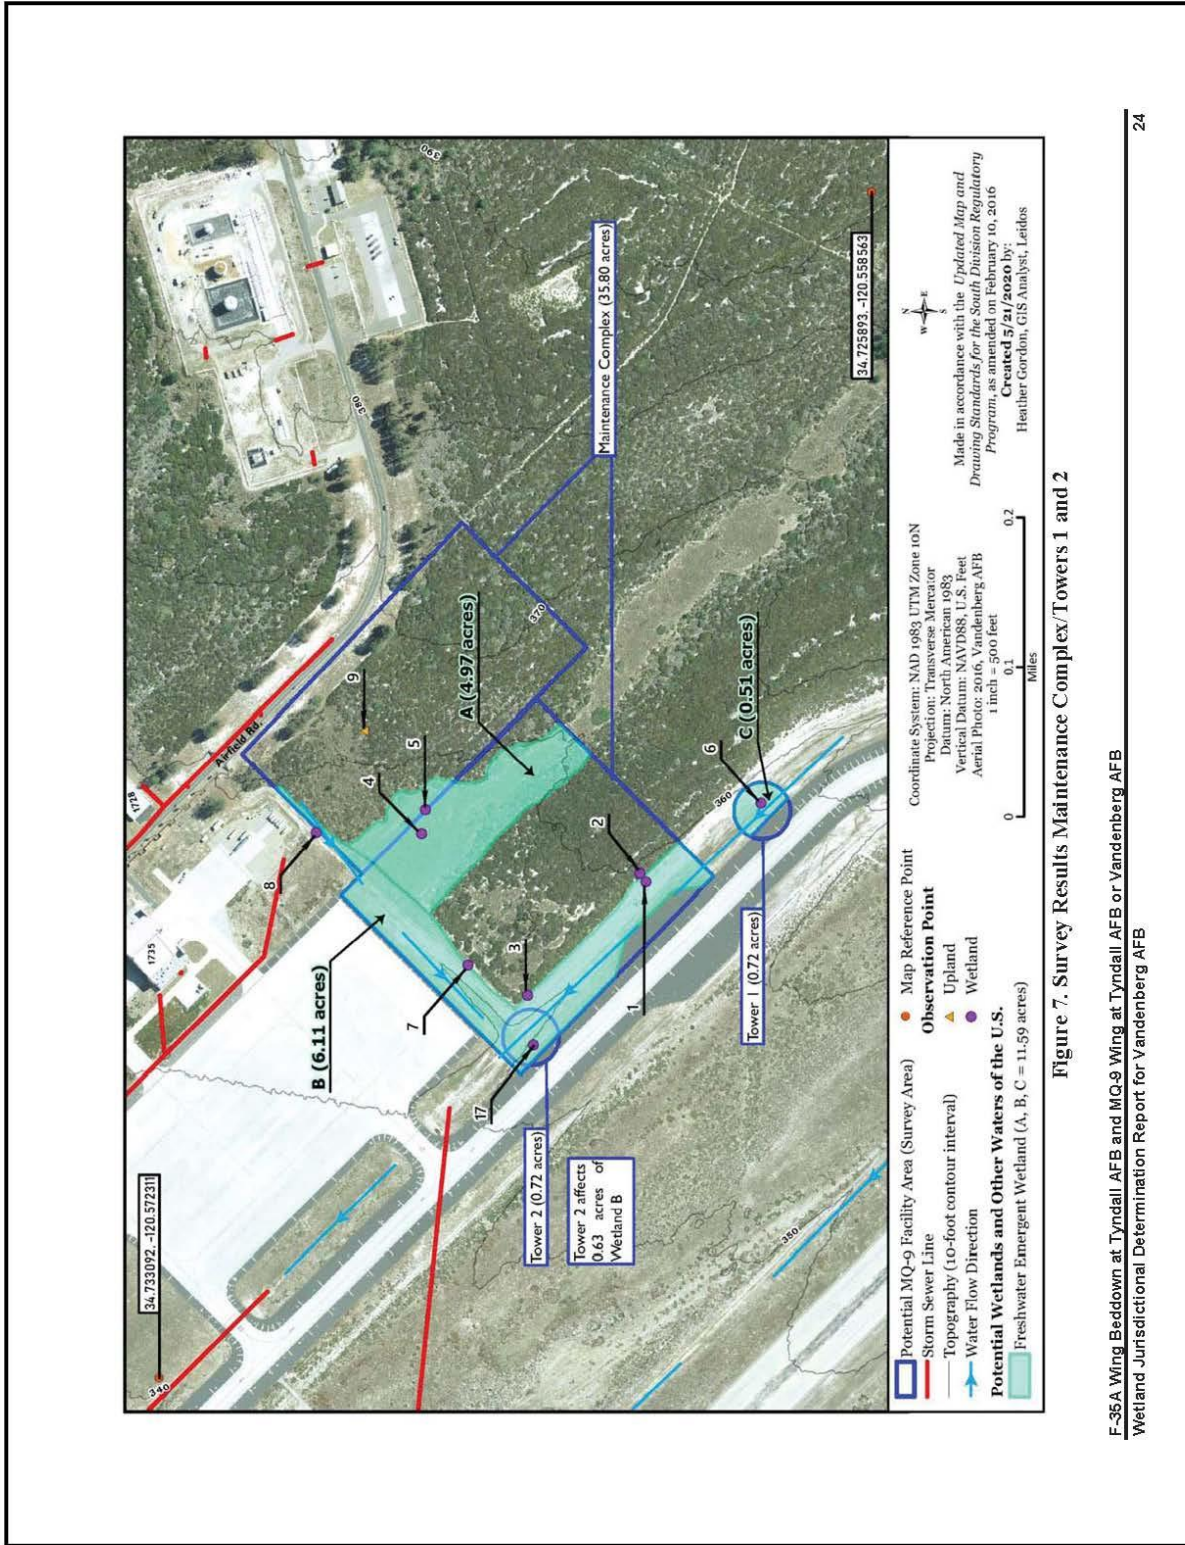 34.733092, -120.572311
340
1735
1728
Airfield Rd.
380
390
8
B (6.11 acres)
7
3
17
Tower 2 (0.72 acres)
Tower 2 affects
0.63 acres of
Wetland B
4
5
9
A (4.97 acres)
370
Maintenance Complex (35.80 acres)
1
2
360
6
C (0.51 acres)
Tower 1 (0.72 acres)
350
34.725893, -120.558563
Potential MQ-9 Facility Area (Survey Area)
Storm Sewer Line
Topography (10-foot contour interval)
Water Flow Direction
Potential Wetlands and Other Waters of the U.S.
Freshwater Emergent Wetland (A, B, C = 11.59 acres)
Map Reference Point
Observation Point
Upland
Wetland
Coordinate System: NAD 1983 UTM Zone 10N
Projection: Transverse Mercator
Datum: North American 1983
Vertical Datum: NAVD88, U.S. Feet
Aerial Photo: 2016, Vandenberg AFB
1 inch = 500 feet
0 0.1 0.2
Miles
N
W E
S
Made in accordance with the Updated Map and
Drawing Standards for the South Division Regulatory
Program, as amended on February 10, 2016
Created 5/21/2020 by:
Heather Gordon, GIS Analyst, Leidos
Figure 7. Survey Results Maintenance Complex/Towers 1 and 2
F-35A Wing Beddown at Tyndall AFB and MQ-9 Wing at Tyndall AFB or Vandenberg AFB
Wetland Jurisdictional Determination Report for Vandenberg AFB 24